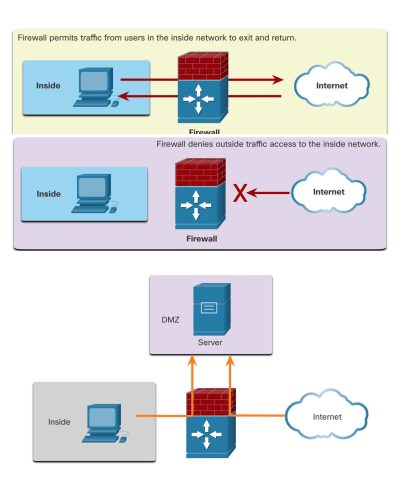 Firewall permits traffic from users in the inside network to exit and return.
Inside
Internet
Firewall
Firewall denies outside traffic access to the inside network.
Inside
X
Internet
Firewall
DMZ
Server
Inside
Internet